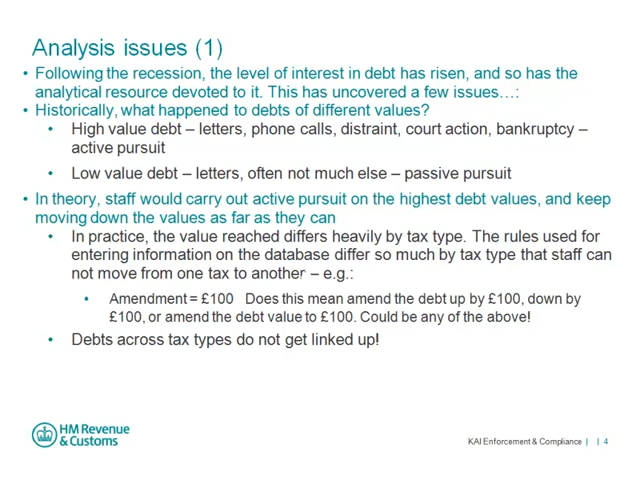 Analysis issues (1)
• Following the recession, the level of interest in debt has risen, and so has the
analytical resource devoted to it. This has uncovered a few issues…:
• Historically, what happened to debts of different values?
• High value debt – letters, phone calls, distraint, court action, bankruptcy –
active pursuit
• Low value debt – letters, often not much else – passive pursuit
• In theory, staff would carry out active pursuit on the highest debt values, and keep
moving down the values as far as they can
• In practice, the value reached differs heavily by tax type. The rules used for
entering information on the database differ so much by tax type that staff can
not move from one tax to another – e.g.:
• Amendment = £100 Does this mean amend the debt up by £100, down by
£100, or amend the debt value to £100. Could be any of the above!
• Debts across tax types do not get linked up!
HM Revenue
& Customs
KAI Enforcement & Compliance | | 4